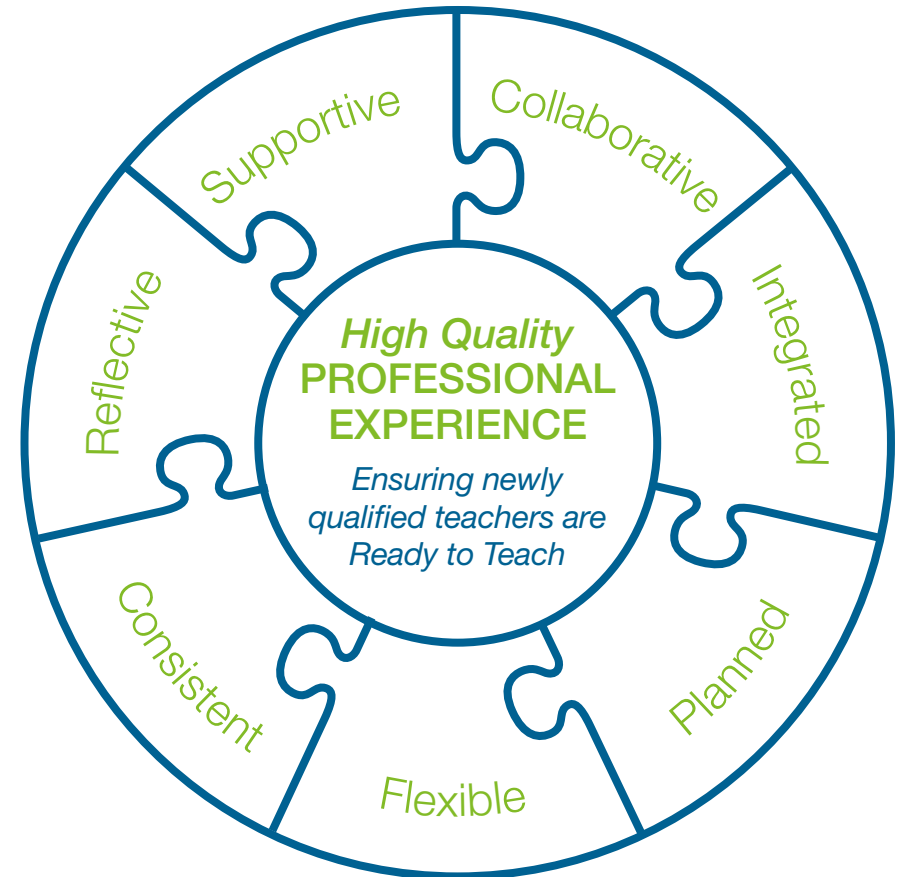 Supportive
Collaborative
Integrated
Planned
Flexible
Consistent
Reflective
High Quality
PROFESSIONAL
EXPERIENCE
Ensuring newly
qualified teachers are
Ready to Teach